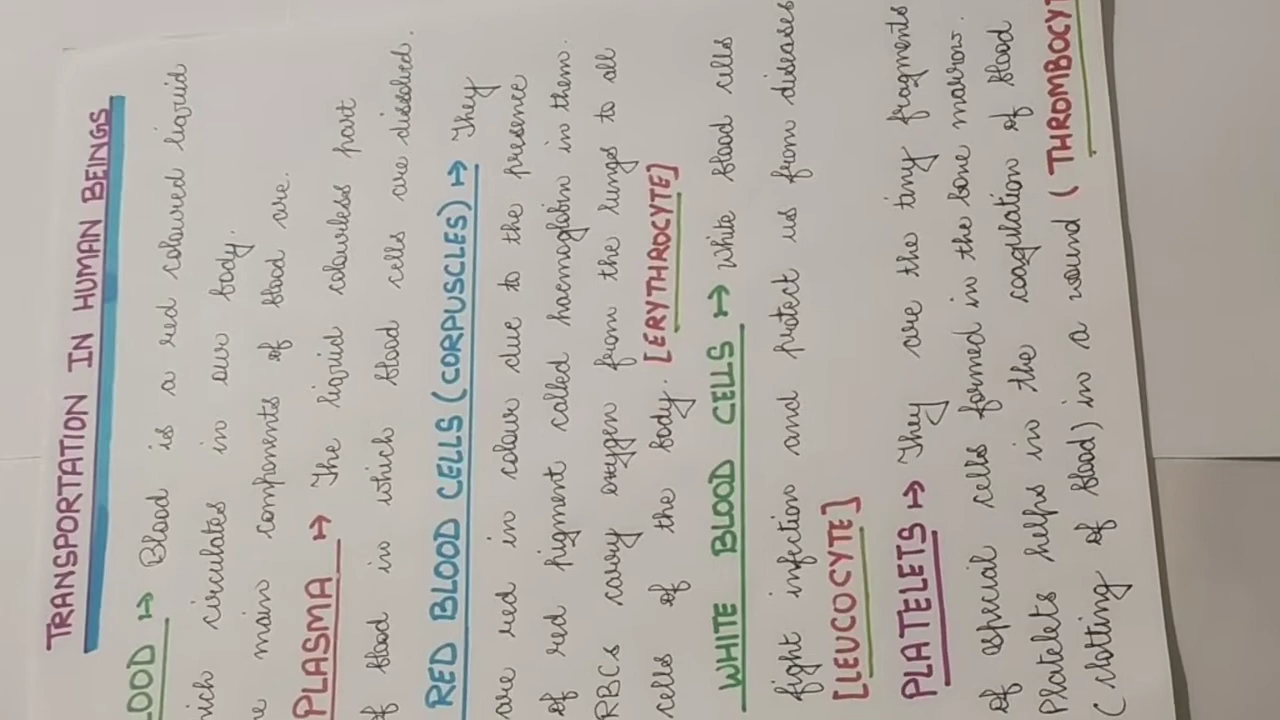 TRANSPORTATION IN HUMAN BEINGS
LOOD → Blood is a red coloured liquid
hich circulates in our body.
e main components of blood are.
PLASMA → The liquid colourless part
of blood in which blood cells are dissolved.
RED BLOOD CELLS (CORPUSCLES) → They
are red in colour due to the presence
of red pigment called haemoglobin in them.
RBCs carry oxygen from the lungs to all
cells of the body. [ERYTHROCYTE]
WHITE BLOOD CELLS → White blood cells
fight infection and protect us from diseases
[LEUCOCYTE]
PLATELETS → They are the tiny fragments
of especial cells formed in the bone marrow.
Platelets helps in the coagulation of blood
(clotting of blood) in a wound (THROMBOCYT